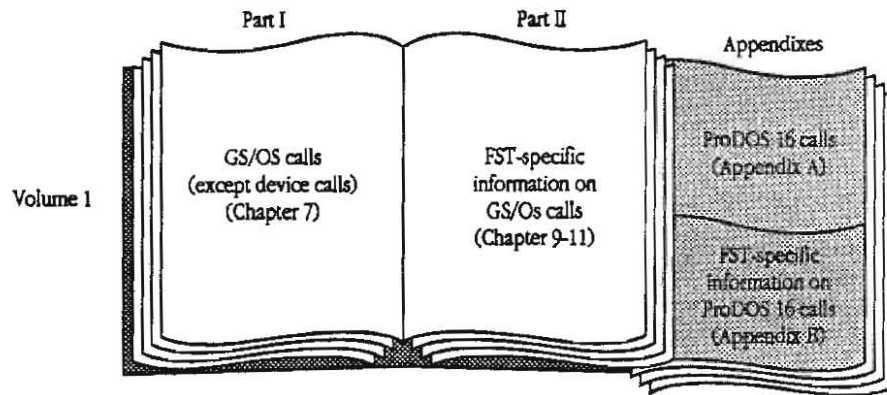 Part I
Part II
Appendixes
Volume 1
GS/OS calls
(except device calls)
(Chapter 7)
FST-specific
information on
GS/Os calls
(Chapter 9-11)
ProDOS 16 calls
(Appendix A)
FST-specific
information on
ProDOS 16 calls
(Appendix B)